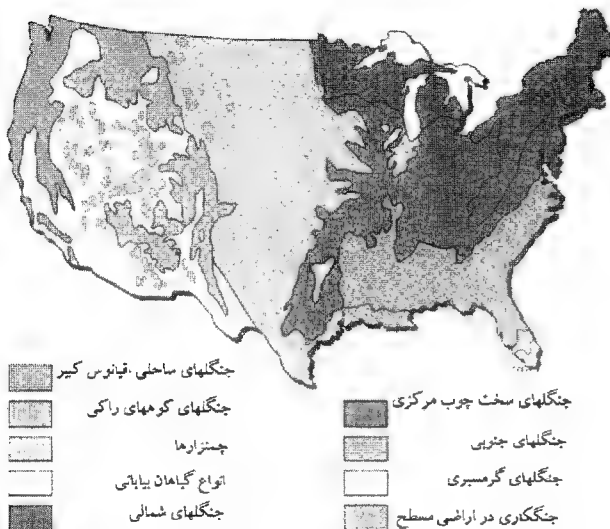 جنگلهای ساحلی اقیانوس کبیر
جنگلهای کوههای راکی
چمنزارها
انواع گیاهان بیابانی
جنگلهای شمالی
جنگلهای سخت چوب مرکزی
جنگلهای جنوبی
جنگلهای گرمسیری
جنگکاری در اراضی مسطح